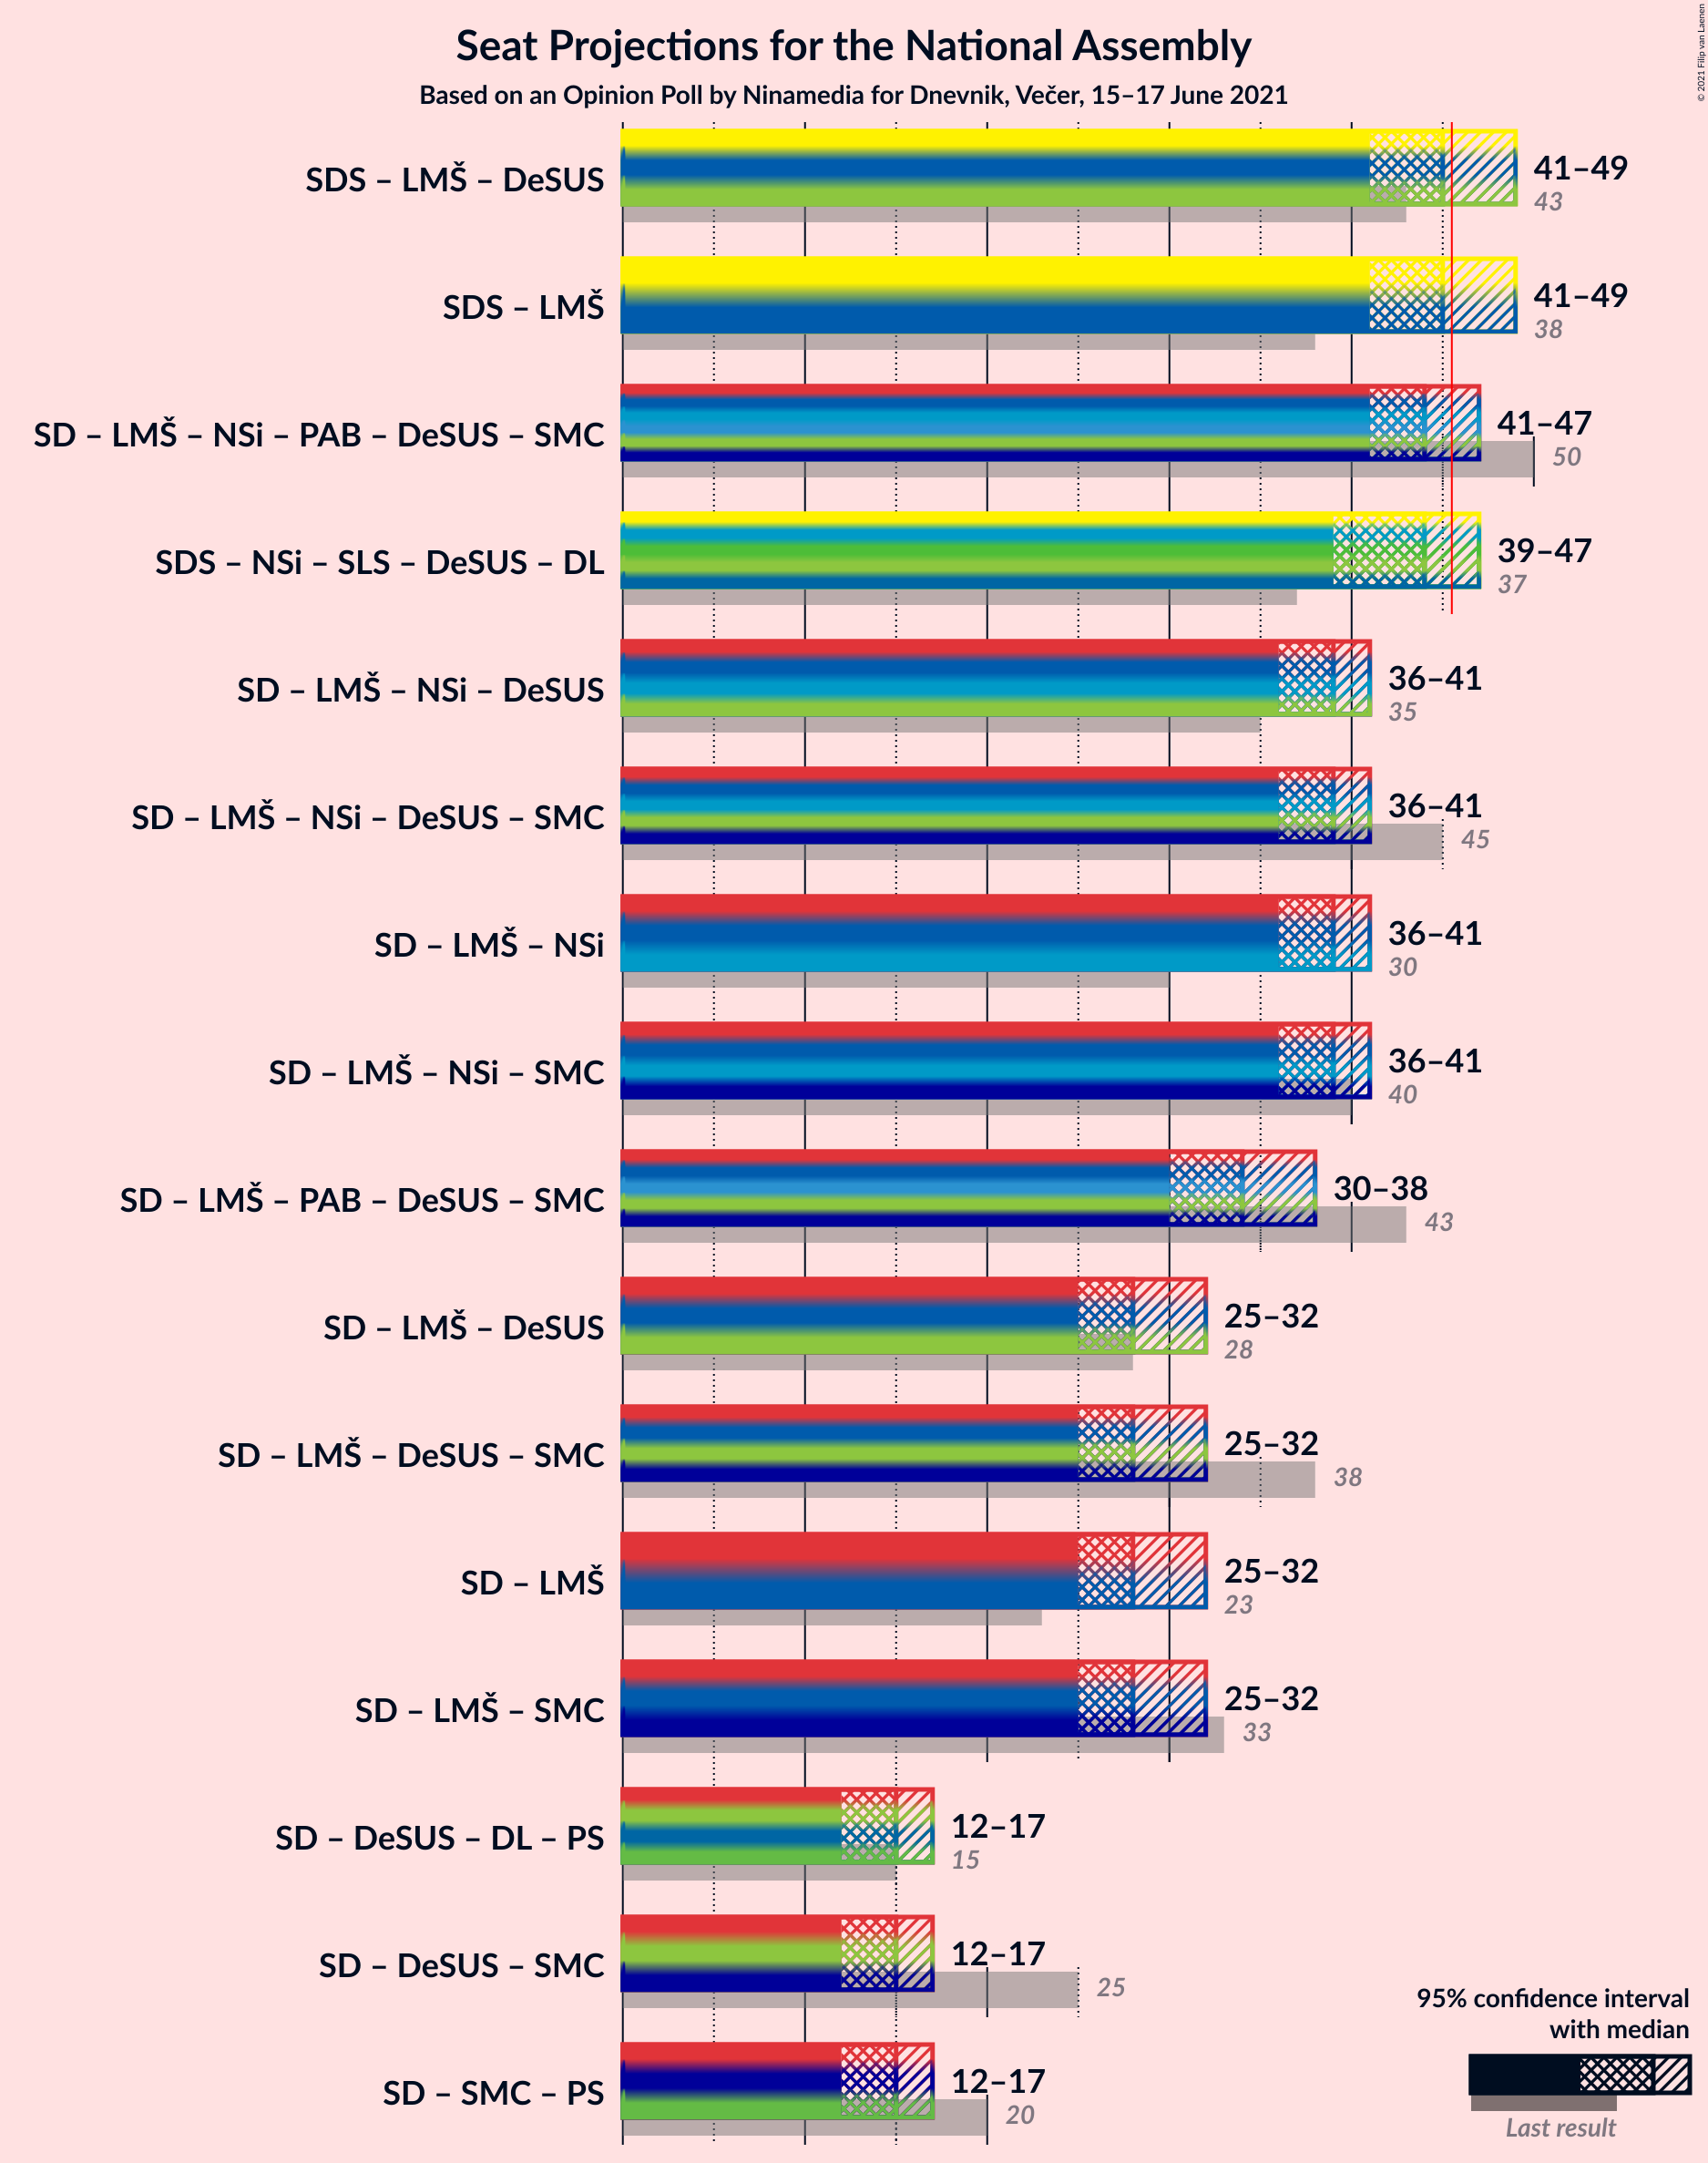 Seat Projections for the National Assembly
Based on an Opinion Poll by Ninamedia for Dnevnik, Večer, 15–17 June 2021
© 2021 Filip van Laenen
SDS – LMŠ – DeSUS
41–49
43
SDS – LMŠ
41–49
38
SD – LMŠ – NSi – PAB – DeSUS – SMC
41–47
50
SDS – NSi – SLS – DeSUS – DL
39–47
37
SD – LMŠ – NSi – DeSUS
36–41
35
SD – LMŠ – NSi – DeSUS – SMC
36–41
45
SD – LMŠ – NSi
36–41
30
SD – LMŠ – NSi – SMC
36–41
40
SD – LMŠ – PAB – DeSUS – SMC
30–38
43
SD – LMŠ – DeSUS
25–32
28
SD – LMŠ – DeSUS – SMC
25–32
38
SD – LMŠ
25–32
23
SD – LMŠ – SMC
25–32
33
SD – DeSUS – DL – PS
12–17
15
SD – DeSUS – SMC
12–17
25
SD – SMC – PS
12–17
20
95% confidence interval
with median
Last result